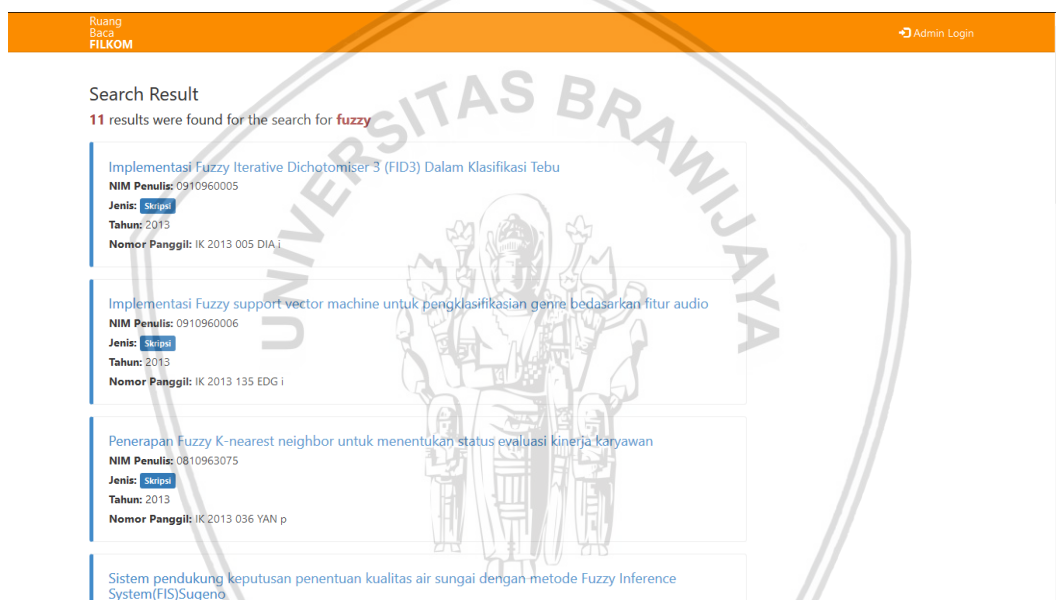 Ruang
Baca
FILKOM
Admin Login
UNIVERSITAS BRAWIJAYA
Search Result
11 results were found for the search for fuzzy
Implementasi Fuzzy Iterative Dichotomiser 3 (FID3) Dalam Klasifikasi Tebu
NIM Penulis: 0910960005
Jenis: Skripsi
Tahun: 2013
Nomor Panggil: IK 2013 005 DIA i
Implementasi Fuzzy support vector machine untuk pengklasifikasian genre bedasarkan fitur audio
NIM Penulis: 0910960006
Jenis: Skripsi
Tahun: 2013
Nomor Panggil: IK 2013 135 EDG i
Penerapan Fuzzy K-nearest neighbor untuk menentukan status evaluasi kinerja karyawan
NIM Penulis: 0810963075
Jenis: Skripsi
Tahun: 2013
Nomor Panggil: IK 2013 036 YAN p
Sistem pendukung keputusan penentuan kualitas air sungai dengan metode Fuzzy Inference
System(FIS)Sugeno